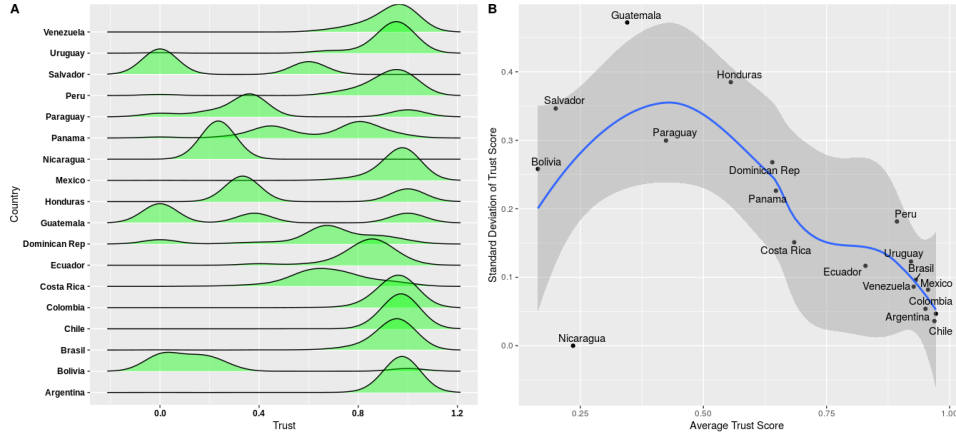 A
Country
Venezuela
Uruguay
Salvador
Peru
Paraguay
Panama
Nicaragua
Mexico
Honduras
Guatemala
Dominican Rep
Ecuador
Costa Rica
Colombia
Chile
Brasil
Bolivia
Argentina
0.0 0.4 0.8 1.2
Trust
B
Standard Deviation of Trust Score
0.4
0.3
0.2
0.1
0.0
Guatemala
Honduras
Salvador
Paraguay
Bolivia
Dominican Rep
Panama
Peru
Costa Rica
Uruguay
Ecuador
Brasil
Venezuela
Mexico
Colombia
Argentina
Chile
Nicaragua
0.25 0.50 0.75 1.00
Average Trust Score